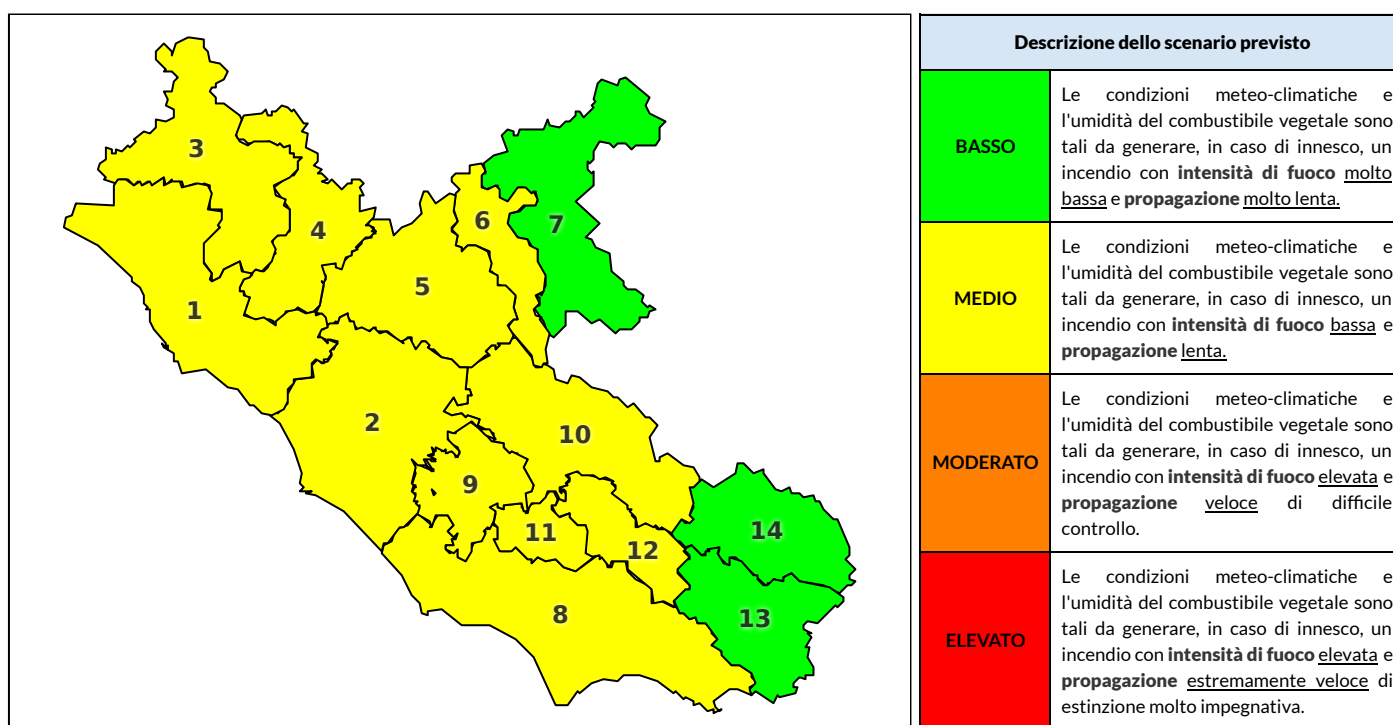 3
4
6
7
5
1
2
10
9
11
12
14
8
13
Descrizione dello scenario previsto
BASSO
Le condizioni meteo-climatiche e
l'umidità del combustibile vegetale sono
tali da generare, in caso di innesco, un
incendio con intensità di fuoco molto
bassa e propagazione molto lenta.
MEDIO
Le condizioni meteo-climatiche e
l'umidità del combustibile vegetale sono
tali da generare, in caso di innesco, un
incendio con intensità di fuoco bassa e
propagazione lenta.
MODERATO
Le condizioni meteo-climatiche e
l'umidità del combustibile vegetale sono
tali da generare, in caso di innesco, un
incendio con intensità di fuoco elevata e
propagazione veloce di difficile
controllo.
ELEVATO
Le condizioni meteo-climatiche e
l'umidità del combustibile vegetale sono
tali da generare, in caso di innesco, un
incendio con intensità di fuoco elevata e
propagazione estremamente veloce di
estinzione molto impegnativa.